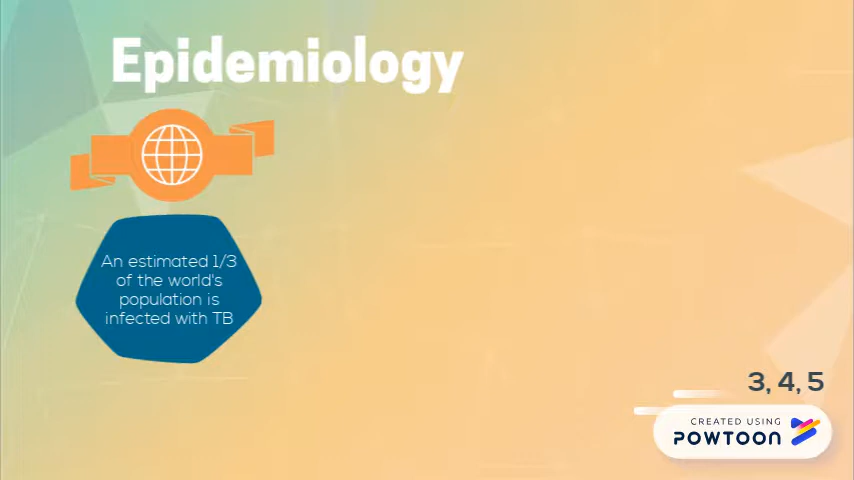 Epidemiology
An estimated 1/3
of the world's
population is
infected with TB
3, 4, 5
CREATED USING
POWTOON